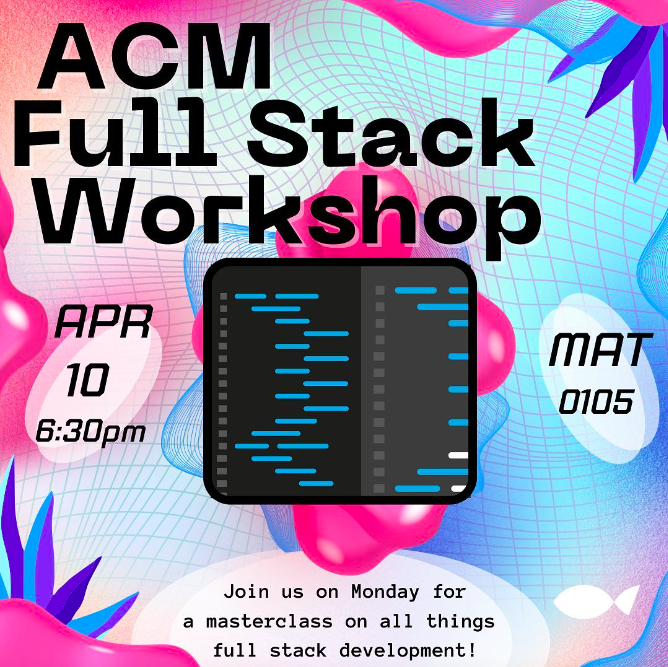 ACM
Full Stack
Workshop
APR
10
6:30pm
MAT
0105
Join us on Monday for
a masterclass on all things
full stack development!